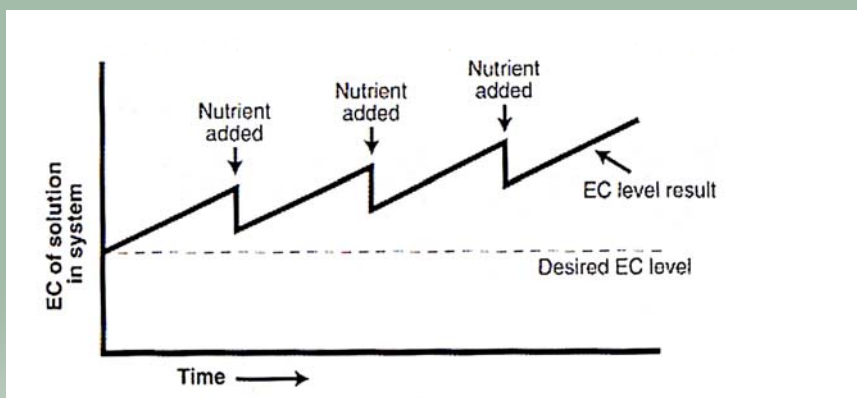 Nutrient
added
Nutrient
added
Nutrient
added
EC level result
Desired EC level
EC of solution
in system
Time